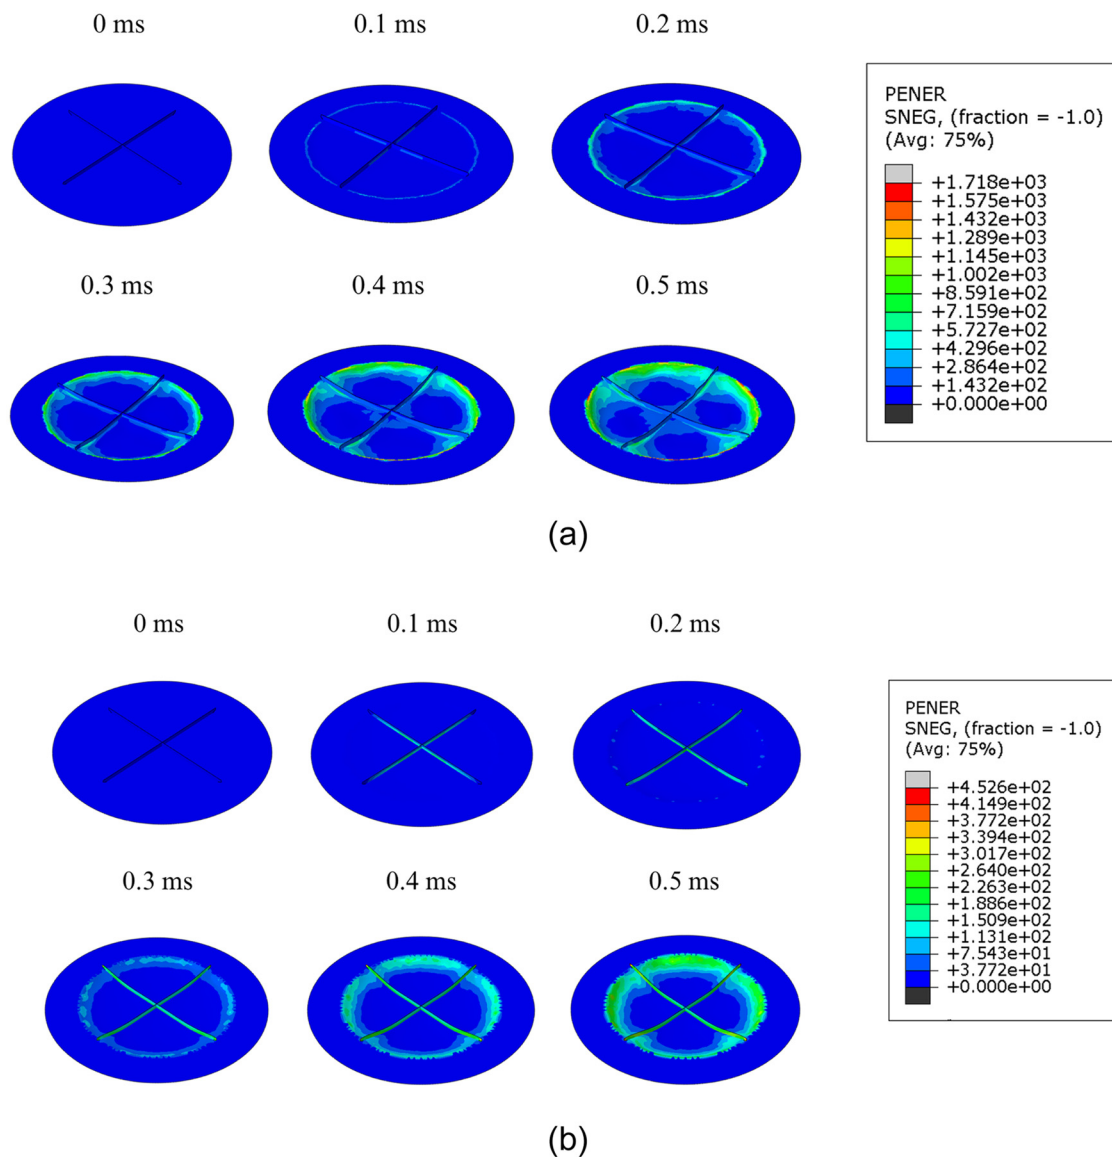 0 ms
0.1 ms
0.2 ms
PENER
SNEG, (fraction = -1.0)
(Avg: 75%)
+1.718e+03
+1.575e+03
+1.432e+03
+1.289e+03
+1.145e+03
+1.002e+03
+8.591e+02
+7.159e+02
+5.727e+02
+4.296e+02
+2.864e+02
+1.432e+02
+0.000e+00
0.3 ms
0.4 ms
0.5 ms
(a)
0 ms
0.1 ms
0.2 ms
PENER
SNEG, (fraction = -1.0)
(Avg: 75%)
+4.526e+02
+4.149e+02
+3.772e+02
+3.394e+02
+3.017e+02
+2.640e+02
+2.263e+02
+1.886e+02
+1.509e+02
+1.131e+02
+7.543e+01
+3.772e+01
+0.000e+00
0.3 ms
0.4 ms
0.5 ms
(b)